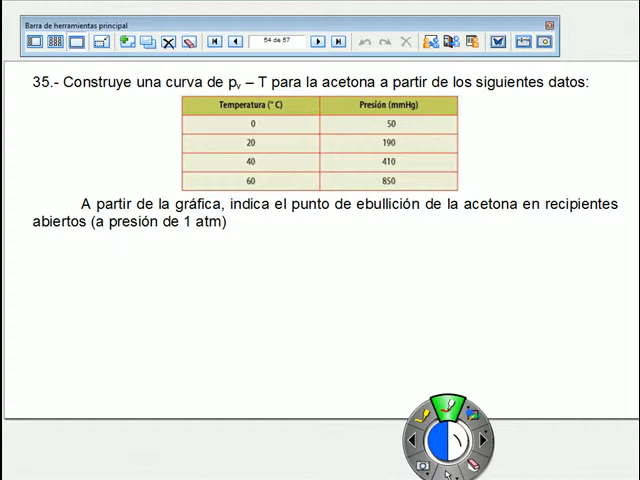 Barra de herramientas principal
54 de 57
35.- Construye una curva de pv – T para la acetona a partir de los siguientes datos:
Temperatura (° C) Presión (mmHg)
0 50
20 190
40 410
60 850
A partir de la gráfica, indica el punto de ebullición de la acetona en recipientes
abiertos (a presión de 1 atm)